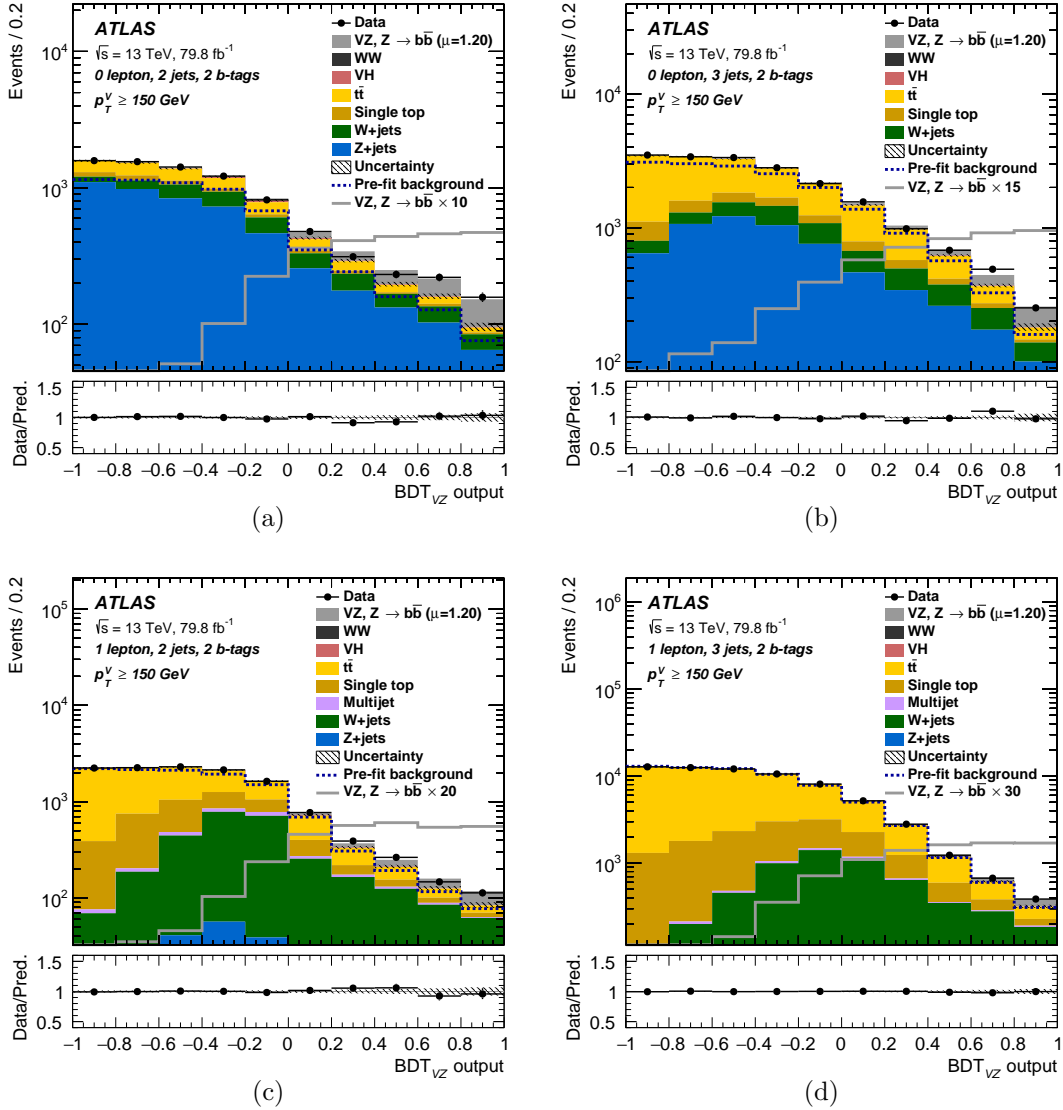 ATLAS
√s = 13 TeV, 79.8 fb⁻¹
0 lepton, 2 jets, 2 b-tags
p_T^V ≥ 150 GeV
Data
VZ, Z → bb̄ (μ=1.20)
WW
VH
tt̄
Single top
W+jets
Z+jets
Uncertainty
Pre-fit background
VZ, Z → bb̄ × 10
Events / 0.2
10⁴
10³
10²
Data/Pred.
1.5
1
0.5
−1 −0.8 −0.6 −0.4 −0.2 0 0.2 0.4 0.6 0.8 1
BDT_VZ output
(a)
ATLAS
√s = 13 TeV, 79.8 fb⁻¹
0 lepton, 3 jets, 2 b-tags
p_T^V ≥ 150 GeV
Data
VZ, Z → bb̄ (μ=1.20)
WW
VH
tt̄
Single top
W+jets
Z+jets
Uncertainty
Pre-fit background
VZ, Z → bb̄ × 15
Events / 0.2
10⁴
10³
10²
Data/Pred.
1.5
1
0.5
−1 −0.8 −0.6 −0.4 −0.2 0 0.2 0.4 0.6 0.8 1
BDT_VZ output
(b)
ATLAS
√s = 13 TeV, 79.8 fb⁻¹
1 lepton, 2 jets, 2 b-tags
p_T^V ≥ 150 GeV
Data
VZ, Z → bb̄ (μ=1.20)
WW
VH
tt̄
Single top
Multijet
W+jets
Z+jets
Uncertainty
Pre-fit background
VZ, Z → bb̄ × 20
Events / 0.2
10⁵
10⁴
10³
10²
Data/Pred.
1.5
1
0.5
−1 −0.8 −0.6 −0.4 −0.2 0 0.2 0.4 0.6 0.8 1
BDT_VZ output
(c)
ATLAS
√s = 13 TeV, 79.8 fb⁻¹
1 lepton, 3 jets, 2 b-tags
p_T^V ≥ 150 GeV
Data
VZ, Z → bb̄ (μ=1.20)
WW
VH
tt̄
Single top
Multijet
W+jets
Z+jets
Uncertainty
Pre-fit background
VZ, Z → bb̄ × 30
Events / 0.2
10⁶
10⁵
10⁴
10³
Data/Pred.
1.5
1
0.5
−1 −0.8 −0.6 −0.4 −0.2 0 0.2 0.4 0.6 0.8 1
BDT_VZ output
(d)